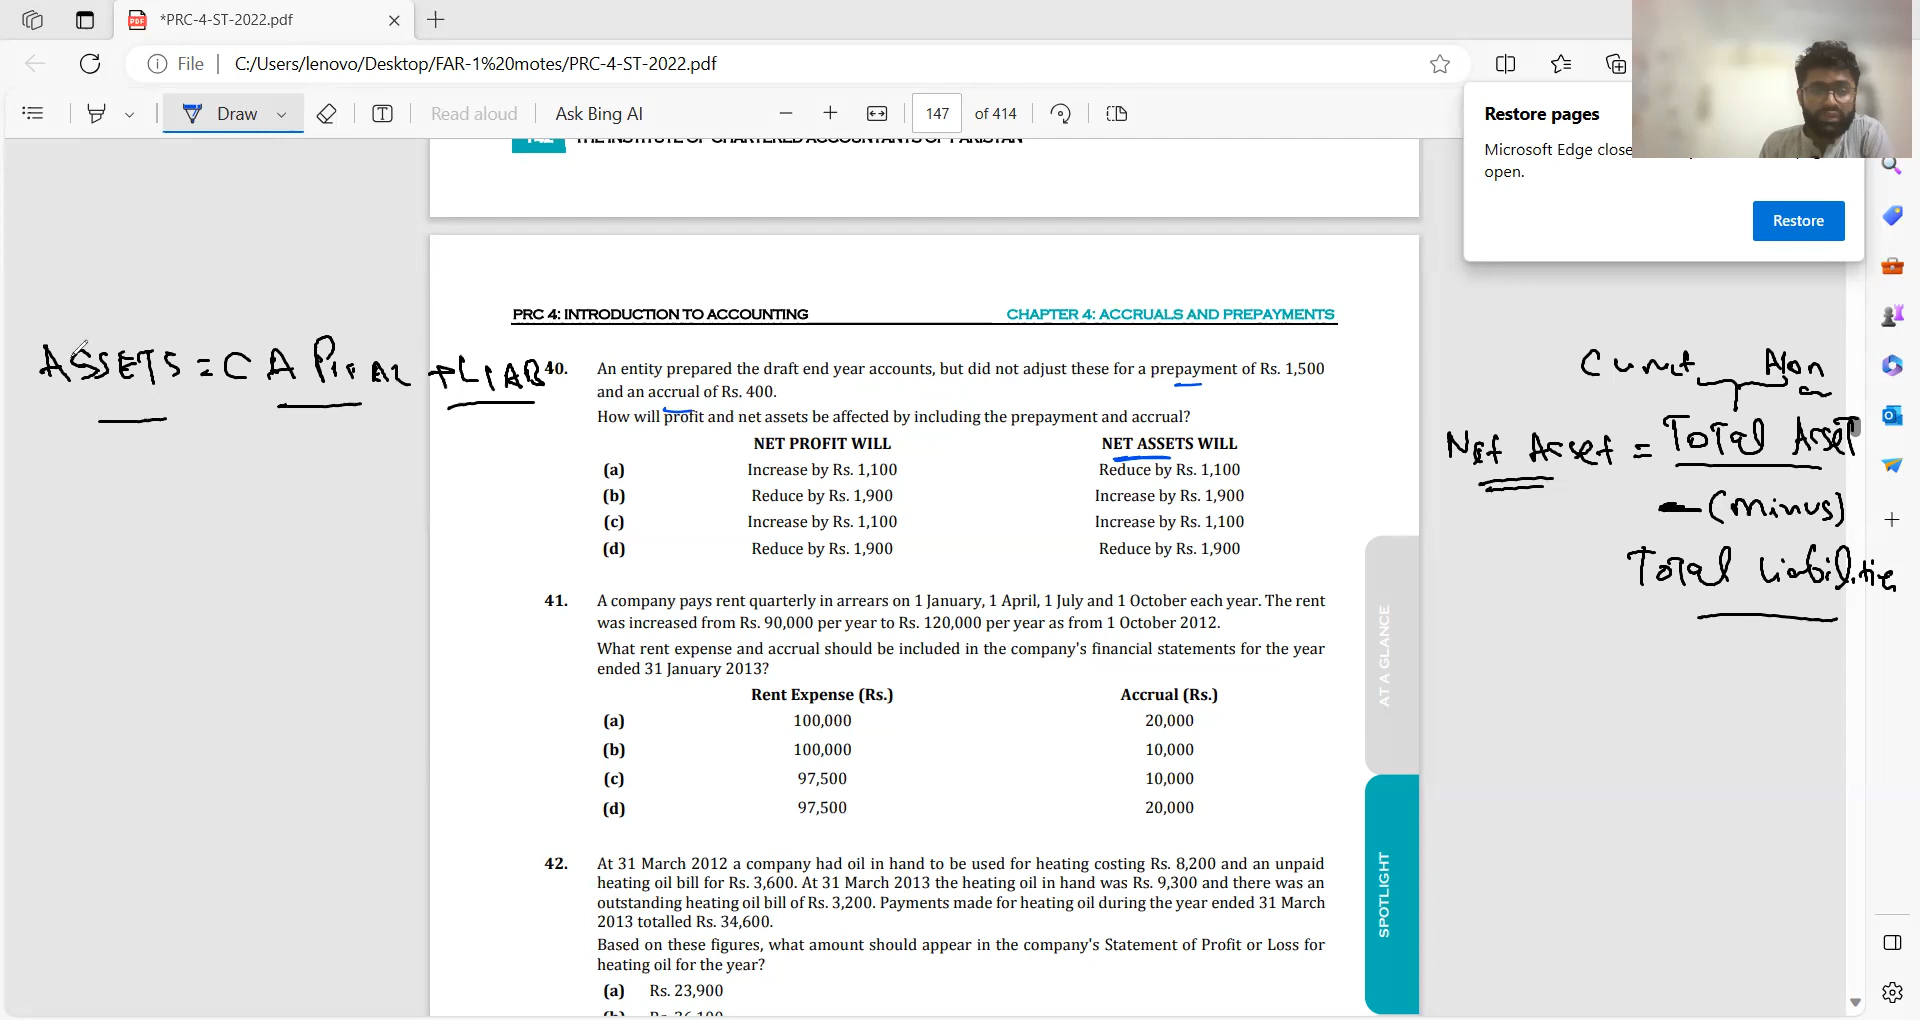 *PRC-4-ST-2022.pdf
File
C:/Users/lenovo/Desktop/FAR-1%20motes/PRC-4-ST-2022.pdf
Draw
Read aloud
Ask Bing AI
147 of 414
Restore pages
Microsoft Edge close
open.
Restore
142 THE INSTITUTE OF CHARTERED ACCOUNTANTS OF PAKISTAN
PRC 4: INTRODUCTION TO ACCOUNTING
CHAPTER 4: ACCRUALS AND PREPAYMENTS
ASSETS = CAPITAL + LIAB
40. An entity prepared the draft end year accounts, but did not adjust these for a prepayment of Rs. 1,500
and an accrual of Rs. 400.
How will profit and net assets be affected by including the prepayment and accrual?
NET PROFIT WILL NET ASSETS WILL
(a) Increase by Rs. 1,100 Reduce by Rs. 1,100
(b) Reduce by Rs. 1,900 Increase by Rs. 1,900
(c) Increase by Rs. 1,100 Increase by Rs. 1,100
(d) Reduce by Rs. 1,900 Reduce by Rs. 1,900
Non
Net Asset = Total Asset
- (minus)
Total Liabilities
41. A company pays rent quarterly in arrears on 1 January, 1 April, 1 July and 1 October each year. The rent
was increased from Rs. 90,000 per year to Rs. 120,000 per year as from 1 October 2012.
What rent expense and accrual should be included in the company's financial statements for the year
ended 31 January 2013?
Rent Expense (Rs.) Accrual (Rs.)
(a) 100,000 20,000
(b) 100,000 10,000
(c) 97,500 10,000
(d) 97,500 20,000
42. At 31 March 2012 a company had oil in hand to be used for heating costing Rs. 8,200 and an unpaid
heating oil bill for Rs. 3,600. At 31 March 2013 the heating oil in hand was Rs. 9,300 and there was an
outstanding heating oil bill of Rs. 3,200. Payments made for heating oil during the year ended 31 March
2013 totalled Rs. 34,600.
Based on these figures, what amount should appear in the company's Statement of Profit or Loss for
heating oil for the year?
(a) Rs. 23,900
AT A GLANCE
SPOTLIGHT